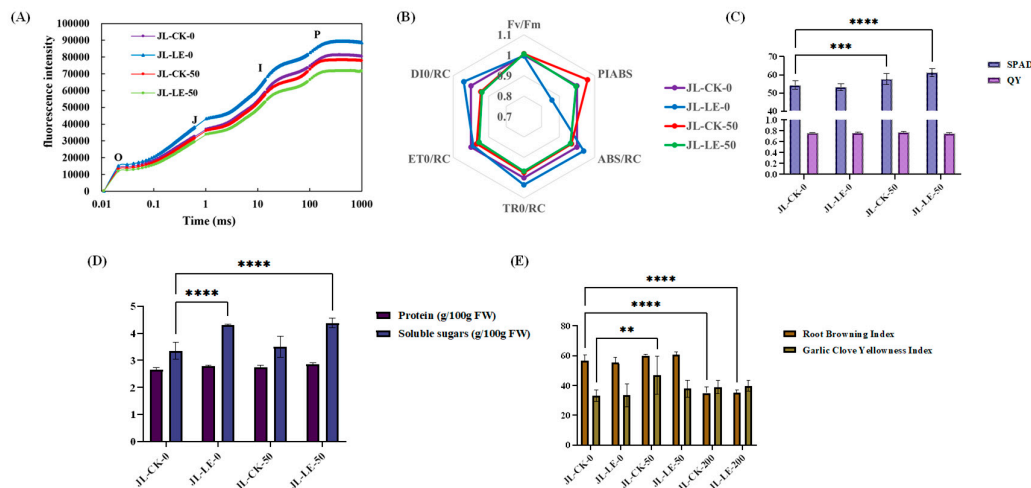 (A)
fluorescence intensity
100000
90000
80000
70000
60000
50000
40000
30000
20000
10000
0
JL-CK-0
JL-LE-0
JL-CK-50
JL-LE-50
O
J
I
P
0.01
0.1
1
10
100
1000
Time (ms)
(B)
Fv/Fm
PIABS
ABS/RC
TR0/RC
ET0/RC
DI0/RC
1.1
1
0.9
0.8
0.7
JL-CK-0
JL-LE-0
JL-CK-50
JL-LE-50
(C)
****
***
70
60
50
40
1.0
0.8
0.6
0.4
0.2
0.0
SPAD
QY
JL-CK-0
JL-LE-0
JL-CK-50
JL-LE-50
(D)
****
****
5
4
3
2
1
0
Protein (g/100g FW)
Soluble sugars (g/100g FW)
JL-CK-0
JL-LE-0
JL-CK-50
JL-LE-50
(E)
****
****
**
80
60
40
20
0
Root Browning Index
Garlic Clove Yellowness Index
JL-CK-0
JL-LE-0
JL-CK-50
JL-LE-50
JL-CK-200
JL-LE-200